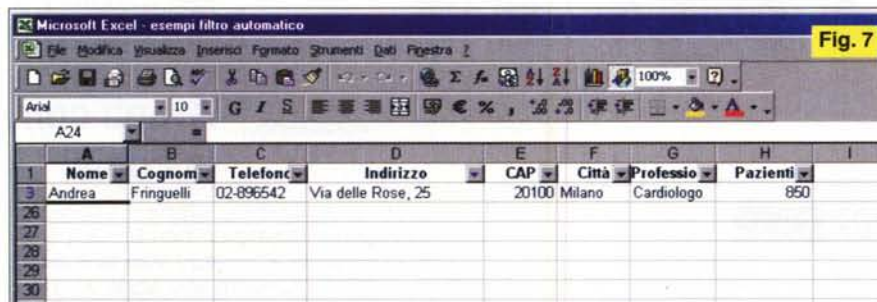 Microsoft Excel - esempi filtro automatico
Fig. 7
File Modifica Visualizza Inserisci Formato Strumenti Dati Finestra ?
100%
Arial 10 G I S € %
A24 =
A B C D E F G H I
1 Nome Cognom Telefonc Indirizzo CAP Città Professio Pazienti
3 Andrea Fringuelli 02-896542 Via delle Rose, 25 20100 Milano Cardiologo 850
26
27
28
29
30